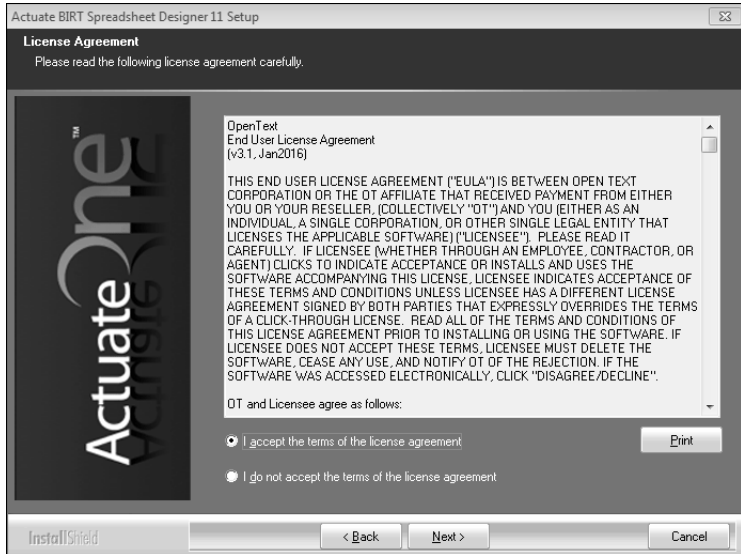 Actuate BIRT Spreadsheet Designer 11 Setup
License Agreement
Please read the following license agreement carefully.
ActuateOne™
OpenText
End User License Agreement
(v3.1, Jan2016)
THIS END USER LICENSE AGREEMENT ("EULA") IS BETWEEN OPEN TEXT
CORPORATION OR THE OT AFFILIATE THAT RECEIVED PAYMENT FROM EITHER
YOU OR YOUR RESELLER, (COLLECTIVELY "OT") AND YOU (EITHER AS AN
INDIVIDUAL, A SINGLE CORPORATION, OR OTHER SINGLE LEGAL ENTITY THAT
LICENSES THE APPLICABLE SOFTWARE) ("LICENSEE"). PLEASE READ IT
CAREFULLY. IF LICENSEE (WHETHER THROUGH AN EMPLOYEE, CONTRACTOR, OR
AGENT) CLICKS TO INDICATE ACCEPTANCE OR INSTALLS AND USES THE
SOFTWARE ACCOMPANYING THIS LICENSE, LICENSEE INDICATES ACCEPTANCE OF
THESE TERMS AND CONDITIONS UNLESS LICENSEE HAS A DIFFERENT LICENSE
AGREEMENT SIGNED BY BOTH PARTIES THAT EXPRESSLY OVERRIDES THE TERMS
OF A CLICK-THROUGH LICENSE. READ ALL OF THE TERMS AND CONDITIONS OF
THIS LICENSE AGREEMENT PRIOR TO INSTALLING OR USING THE SOFTWARE. IF
LICENSEE DOES NOT ACCEPT THESE TERMS, LICENSEE MUST DELETE THE
SOFTWARE, CEASE ANY USE, AND NOTIFY OT OF THE REJECTION. IF THE
SOFTWARE WAS ACCESSED ELECTRONICALLY, CLICK "DISAGREE/DECLINE".
OT and Licensee agree as follows:
I accept the terms of the license agreement
Print
I do not accept the terms of the license agreement
InstallShield
< Back
Next >
Cancel